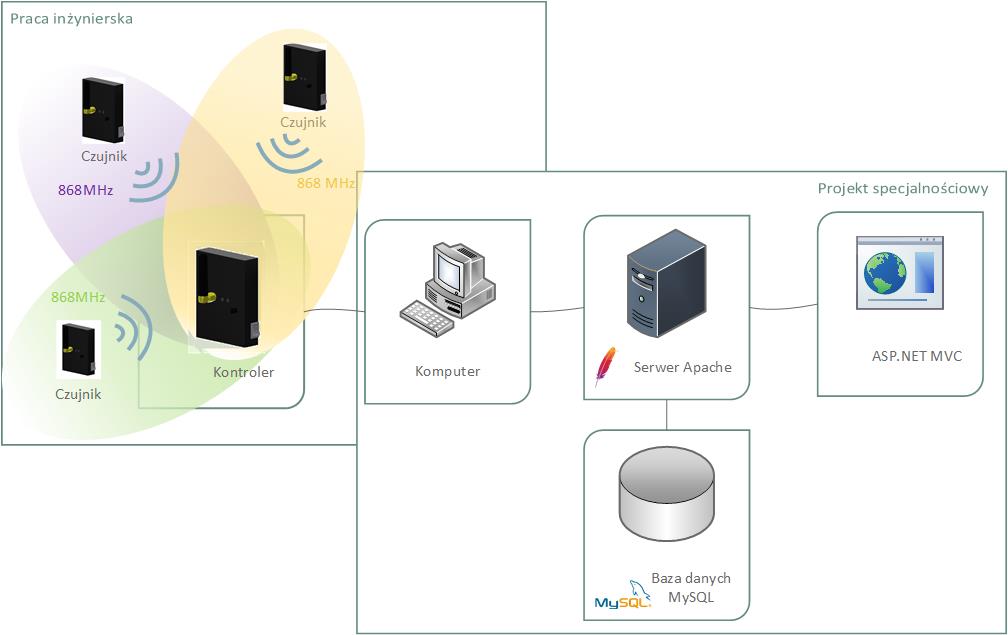 Praca inżynierska
Czujnik
868MHz
Czujnik
868 MHz
868MHz
Czujnik
Kontroler
Projekt specjalnościowy
Komputer
Serwer Apache
ASP.NET MVC
Baza danych
MySQL
MySQL